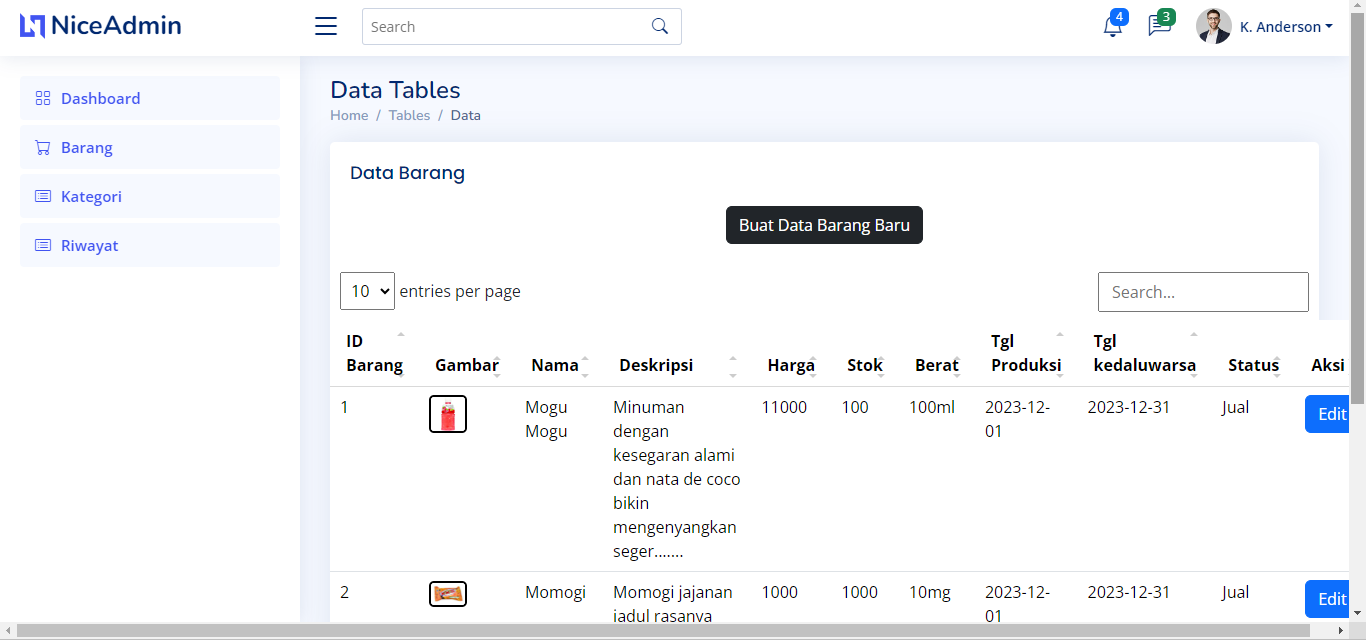 NiceAdmin
Search
4
3
K. Anderson
Dashboard
Barang
Kategori
Riwayat
Data Tables
Home / Tables / Data
Data Barang
Buat Data Barang Baru
10 entries per page
Search...
ID Barang Gambar Nama Deskripsi Harga Stok Berat Tgl Produksi Tgl kedaluwarsa Status Aksi
1 Mogu Mogu Minuman dengan kesegaran alami dan nata de coco bikin mengenyangkan seger....... 11000 100 100ml 2023-12-01 2023-12-31 Jual Edit
2 Momogi Momogi jajanan jadul rasanya 1000 1000 10mg 2023-12-01 2023-12-31 Jual Edit